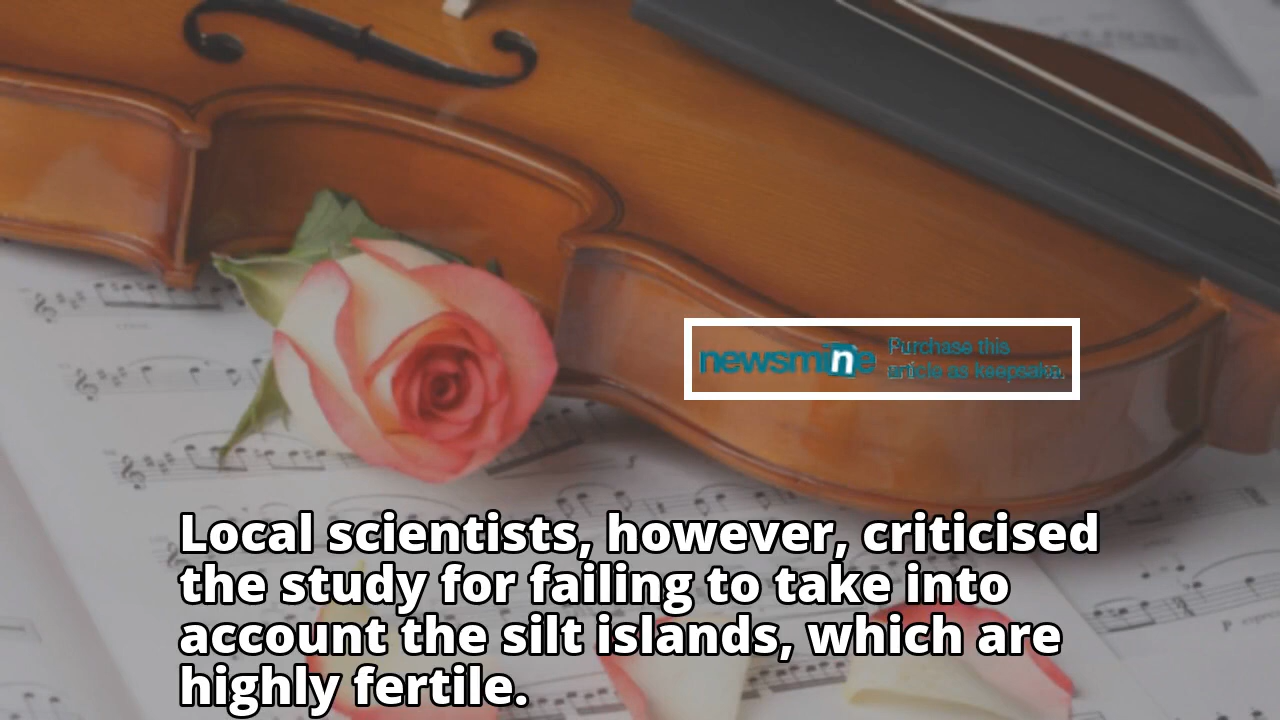 newsmine
Purchase this
article as keepsake.
Local scientists, however, criticised
the study for failing to take into
account the silt islands, which are
highly fertile.